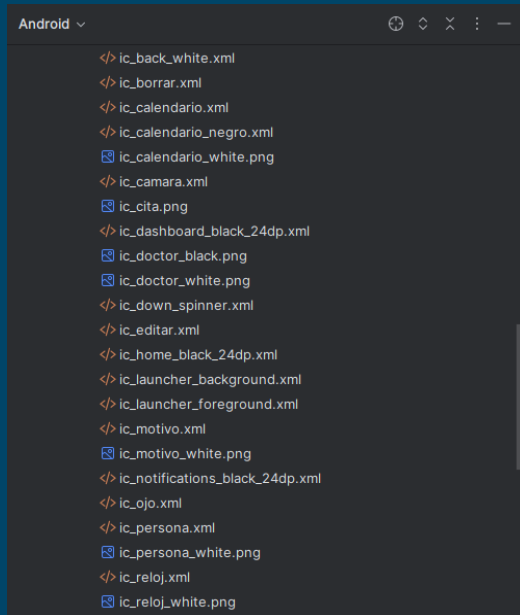 Android
ic_back_white.xml
ic_borrar.xml
ic_calendario.xml
ic_calendario_negro.xml
ic_calendario_white.png
ic_camara.xml
ic_cita.png
ic_dashboard_black_24dp.xml
ic_doctor_black.png
ic_doctor_white.png
ic_down_spinner.xml
ic_editar.xml
ic_home_black_24dp.xml
ic_launcher_background.xml
ic_launcher_foreground.xml
ic_motivo.xml
ic_motivo_white.png
ic_notifications_black_24dp.xml
ic_ojo.xml
ic_persona.xml
ic_persona_white.png
ic_reloj.xml
ic_reloj_white.png